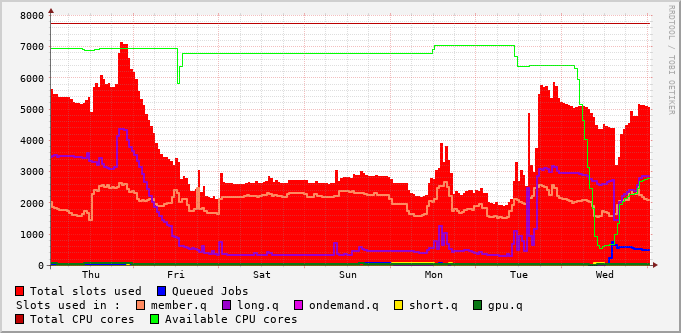 8000
7000
6000
5000
4000
3000
2000
1000
0
Thu Fri Sat Sun Mon Tue Wed
RRDTOOL / TOBI OETIKER
Total slots used Queued Jobs
Slots used in : member.q long.q ondemand.q short.q gpu.q
Total CPU cores Available CPU cores